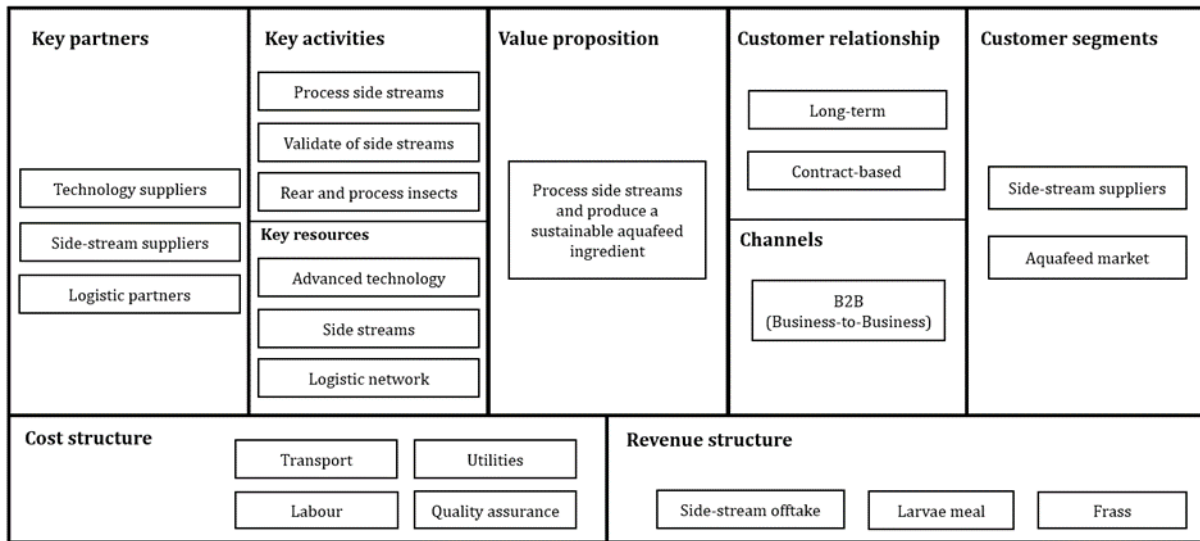 Key partners
Technology suppliers
Side-stream suppliers
Logistic partners
Key activities
Process side streams
Validate of side streams
Rear and process insects
Key resources
Advanced technology
Side streams
Logistic network
Value proposition
Process side streams
and produce a
sustainable aquafeed
ingredient
Customer relationship
Long-term
Contract-based
Channels
B2B
(Business-to-Business)
Customer segments
Side-stream suppliers
Aquafeed market
Cost structure
Transport
Utilities
Labour
Quality assurance
Revenue structure
Side-stream offtake
Larvae meal
Frass